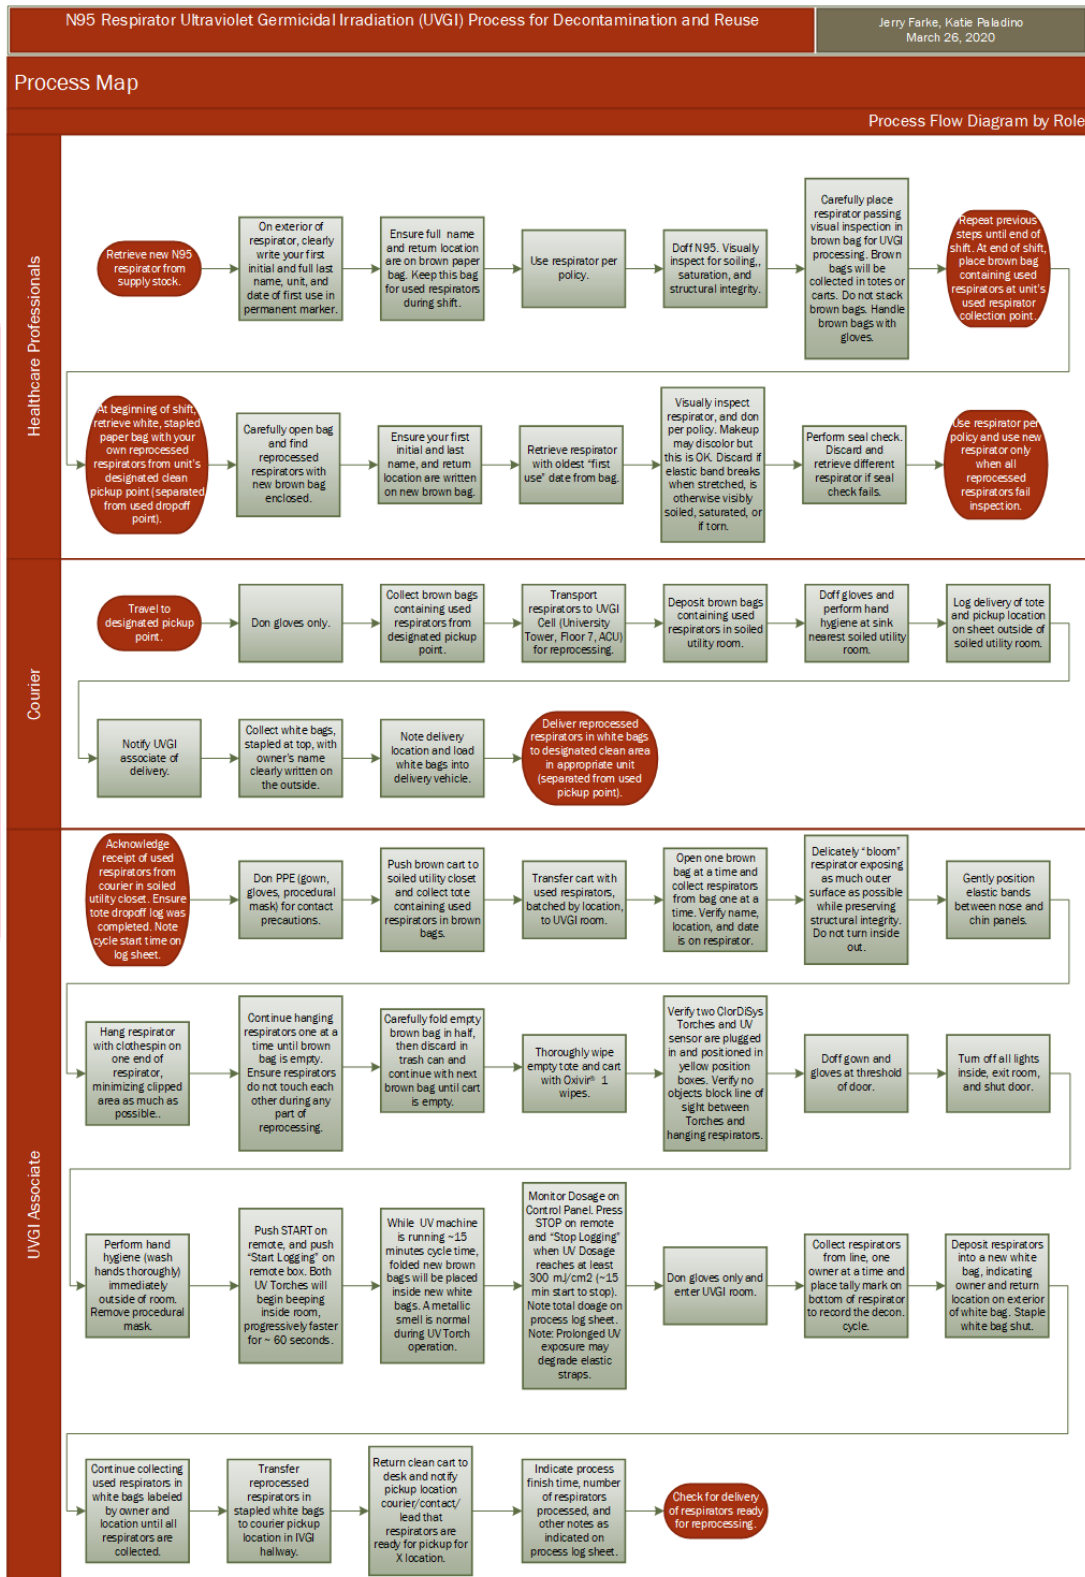 N95 Respirator Ultraviolet Germicidal Irradiation (UVGI) Process for Decontamination and Reuse
Jerry Farke, Katie Paladino
March 26, 2020
Process Map
Process Flow Diagram by Role
Healthcare Professionals
Retrieve new N95
respirator from
supply stock.
On exterior of
respirator, clearly
write your first
initial and full last
name, unit, and
date of first use in
permanent marker.
Ensure full name
and return location
are on brown paper
bag. Keep this bag
for used respirators
during shift.
Use respirator per
policy.
Doff N95. Visually
inspect for soiling,,
saturation, and
structural integrity.
Carefully place
respirator passing
visual inspection in
brown bag for UVGI
processing. Brown
bags will be
collected in totes or
carts. Do not stack
brown bags. Handle
brown bags with
gloves.
Repeat previous
steps until end of
shift. At end of shift,
place brown bag
containing used
respirators at unit's
used respirator
collection point.
At beginning of shift,
retrieve white, stapled
paper bag with your
own reprocessed
respirators from unit's
designated clean
pickup point (separated
from used dropoff
point).
Carefully open bag
and find
reprocessed
respirators with
new brown bag
enclosed.
Ensure your first
initial and last
name, and return
location are written
on new brown bag.
Retrieve respirator
with oldest "first
use" date from bag.
Visually inspect
respirator, and don
per policy. Makeup
may discolor but
this is OK. Discard if
elastic band breaks
when stretched, is
otherwise visibly
soiled, saturated, or
if torn.
Perform seal check.
Discard and
retrieve different
respirator if seal
check fails.
Use respirator per
policy and use new
respirator only
when all
reprocessed
respirators fail
inspection.
Courier
Travel to
designated pickup
point.
Don gloves only.
Collect brown bags
containing used
respirators from
designated pickup
point.
Transport
respirators to UVGI
Cell (University
Tower, Floor 7, ACU)
for reprocessing.
Deposit brown bags
containing used
respirators in soiled
utility room.
Doff gloves and
perform hand
hygiene at sink
nearest soiled utility
room.
Log delivery of tote
and pickup location
on sheet outside of
soiled utility room.
Notify UVGI
associate of
delivery.
Collect white bags,
stapled at top, with
owner's name
clearly written on
the outside.
Note delivery
location and load
white bags into
delivery vehicle.
Deliver reprocessed
respirators in white bags
to designated clean area
in appropriate unit
(separated from used
pickup point).
UVGI Associate
Acknowledge
receipt of used
respirators from
courier in soiled
utility closet. Ensure
tote dropoff log was
completed. Note
cycle start time on
log sheet.
Don PPE (gown,
gloves, procedural
mask) for contact
precautions.
Push brown cart to
soiled utility closet
and collect tote
containing used
respirators in brown
bags.
Transfer cart with
used respirators,
batched by location,
to UVGI room.
Open one brown
bag at a time and
collect respirators
from bag one at a
time. Verify name,
location, and date
is on respirator.
Delicately "bloom"
respirator exposing
as much outer
surface as possible
while preserving
structural integrity.
Do not turn inside
out.
Gently position
elastic bands
between nose and
chin panels.
Hang respirator
with clothespin on
one end of
respirator,
minimizing clipped
area as much as
possible..
Continue hanging
respirators one at a
time until brown
bag is empty.
Ensure respirators
do not touch each
other during any
part of
reprocessing.
Carefully fold empty
brown bag in half,
then discard in
trash can and
continue with next
brown bag until cart
is empty.
Thoroughly wipe
empty tote and cart
with Oxivir® 1
wipes.
Verify two ClorDiSys
Torches and UV
sensor are plugged
in and positioned in
yellow position
boxes. Verify no
objects block line of
sight between
Torches and
hanging respirators.
Doff gown and
gloves at threshold
of door.
Turn off all lights
inside, exit room,
and shut door.
Perform hand
hygiene (wash
hands thoroughly)
immediately
outside of room.
Remove procedural
mask.
Push START on
remote, and push
"Start Logging" on
remote box. Both
UV Torches will
begin beeping
inside room,
progressively faster
for ~ 60 seconds.
While UV machine
is running ~15
minutes cycle time,
folded new brown
bags will be placed
inside new white
bags. A metallic
smell is normal
during UV Torch
operation.
Monitor Dosage on
Control Panel. Press
STOP on remote
and "Stop Logging"
when UV Dosage
reaches at least
300 mJ/cm2 (~15
min start to stop).
Note total doage on
process log sheet.
Note: Prolonged UV
exposure may
degrade elastic
straps.
Don gloves only and
enter UVGI room.
Collect respirators
from line, one
owner at a time and
place tally mark on
bottom of respirator
to record the decon.
cycle.
Deposit respirators
into a new white
bag, indicating
owner and return
location on exterior
of white bag. Staple
white bag shut.
Continue collecting
used respirators in
white bags labeled
by owner and
location until all
respirators are
collected.
Transfer
reprocessed
respirators in
stapled white bags
to courier pickup
location in IVGI
hallway.
Return clean cart to
desk and notify
pickup location
courier/contact/
lead that
respirators are
ready for pickup for
X location.
Indicate process
finish time, number
of respirators
processed, and
other notes as
indicated on
process log sheet.
Check for delivery
of respirators ready
for reprocessing.